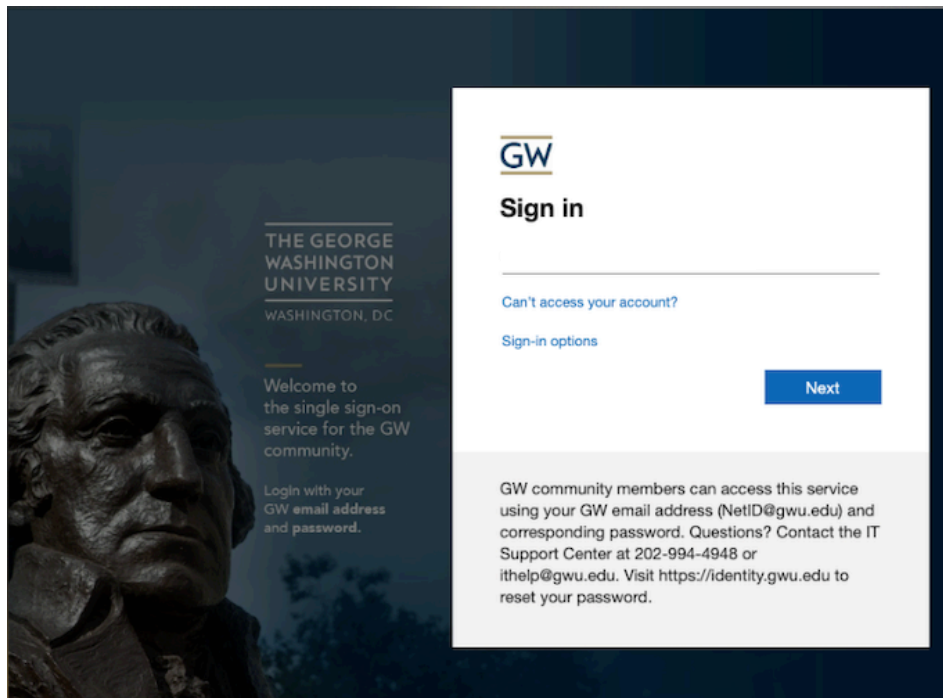 THE GEORGE
WASHINGTON
UNIVERSITY
WASHINGTON, DC
Welcome to
the single sign-on
service for the GW
community.
Login with your
GW email address
and password.
GW
Sign in
Can't access your account?
Sign-in options
Next
GW community members can access this service
using your GW email address (NetID@gwu.edu) and
corresponding password. Questions? Contact the IT
Support Center at 202-994-4948 or
ithelp@gwu.edu. Visit https://identity.gwu.edu to
reset your password.